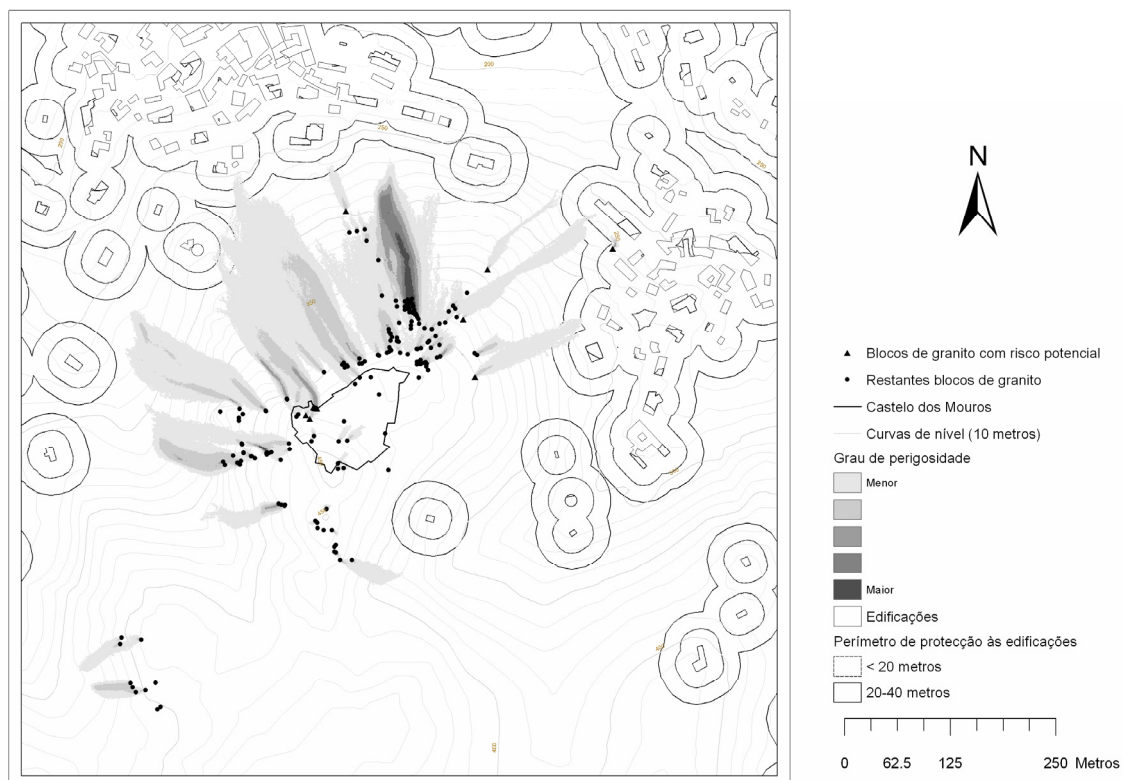 N
Blocos de granito com risco potencial
Restantes blocos de granito
Castelo dos Mouros
Curvas de nível (10 metros)
Grau de perigosidade
Menor
Maior
Edificações
Perímetro de protecção às edificações
< 20 metros
20-40 metros
0 62.5 125 250 Metros
200
250